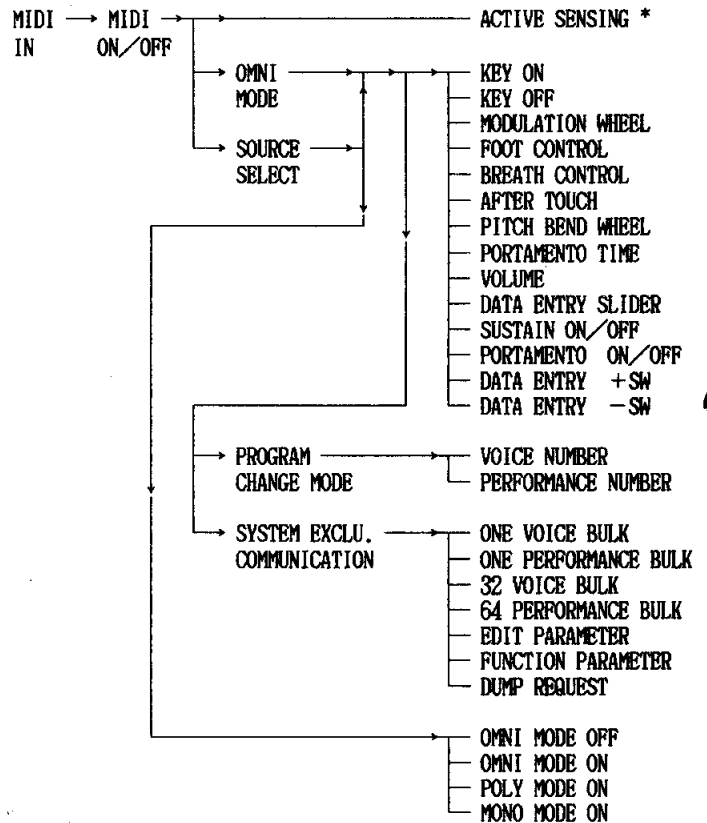 MIDI MIDI ACTIVE SENSING *
IN ON/OFF
OMNI KEY ON
MODE KEY OFF
MODULATION WHEEL
SOURCE FOOT CONTROL
SELECT BREATH CONTROL
AFTER TOUCH
PITCH BEND WHEEL
PORTAMENTO TIME
VOLUME
DATA ENTRY SLIDER
SUSTAIN ON/OFF
PORTAMENTO ON/OFF
DATA ENTRY +SW
DATA ENTRY -SW
PROGRAM VOICE NUMBER
CHANGE MODE PERFORMANCE NUMBER
SYSTEM EXCLU. ONE VOICE BULK
COMMUNICATION ONE PERFORMANCE BULK
32 VOICE BULK
64 PERFORMANCE BULK
EDIT PARAMETER
FUNCTION PARAMETER
DUMP REQUEST
OMNI MODE OFF
OMNI MODE ON
POLY MODE ON
MONO MODE ON